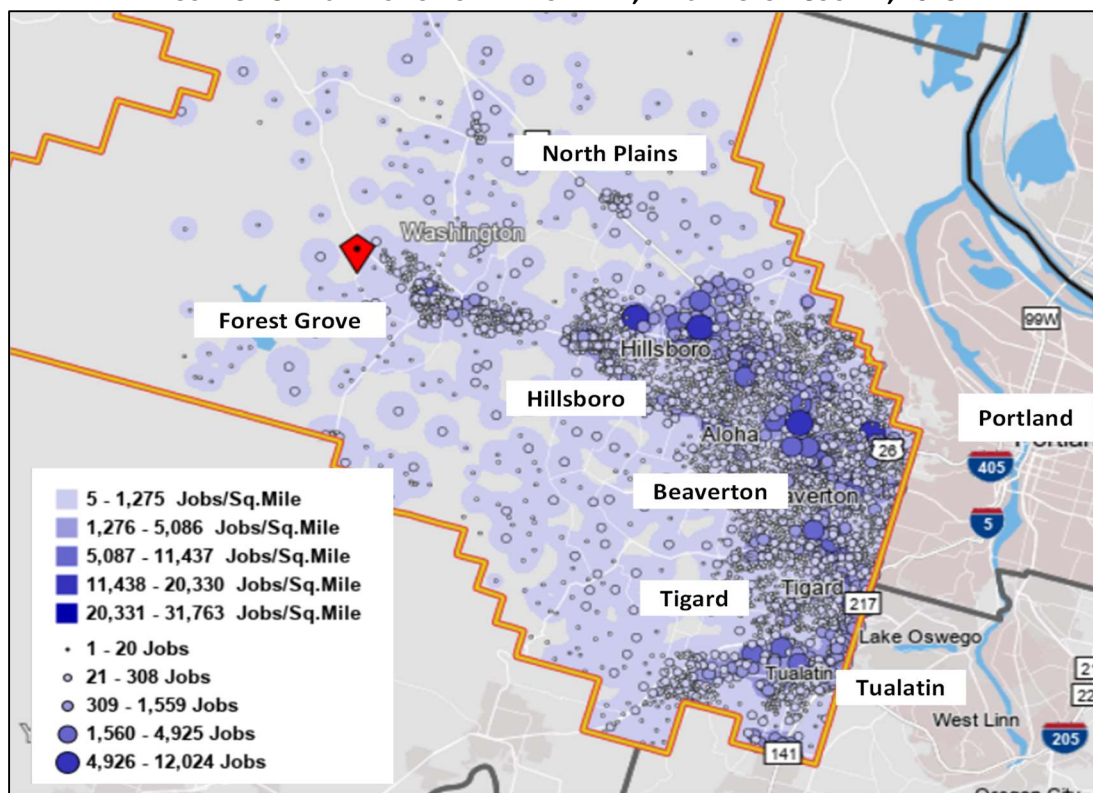 North Plains
Washington
Forest Grove
99W
Hillsboro
Hillsboro
Portland
Aloha
26
405
Beaverton
averton
5
Tigard
Tigard
217
Lake Oswego
Tualatin
Tualatin
West Linn
205
141
5 - 1,275 Jobs/Sq.Mile
1,276 - 5,086 Jobs/Sq.Mile
5,087 - 11,437 Jobs/Sq.Mile
11,438 - 20,330 Jobs/Sq.Mile
20,331 - 31,763 Jobs/Sq.Mile
1 - 20 Jobs
21 - 308 Jobs
309 - 1,559 Jobs
1,560 - 4,925 Jobs
4,926 - 12,024 Jobs